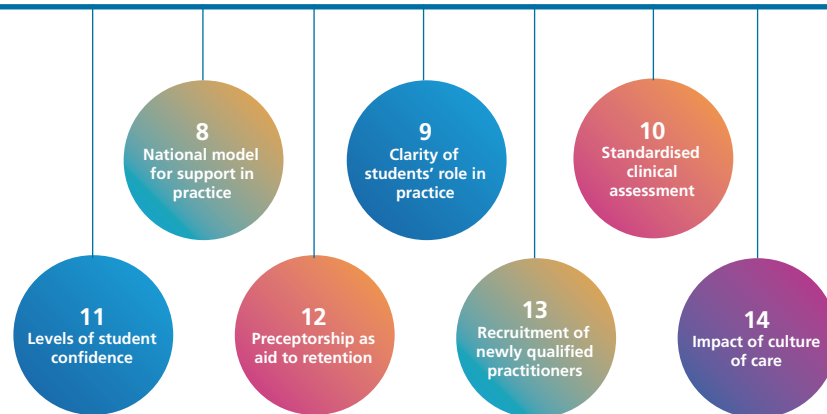 8
National model
for support in
practice
9
Clarity of
students' role in
practice
10
Standardised
clinical
assessment
11
Levels of student
confidence
12
Preceptorship as
aid to retention
13
Recruitment of
newly qualified
practitioners
14
Impact of culture
of care